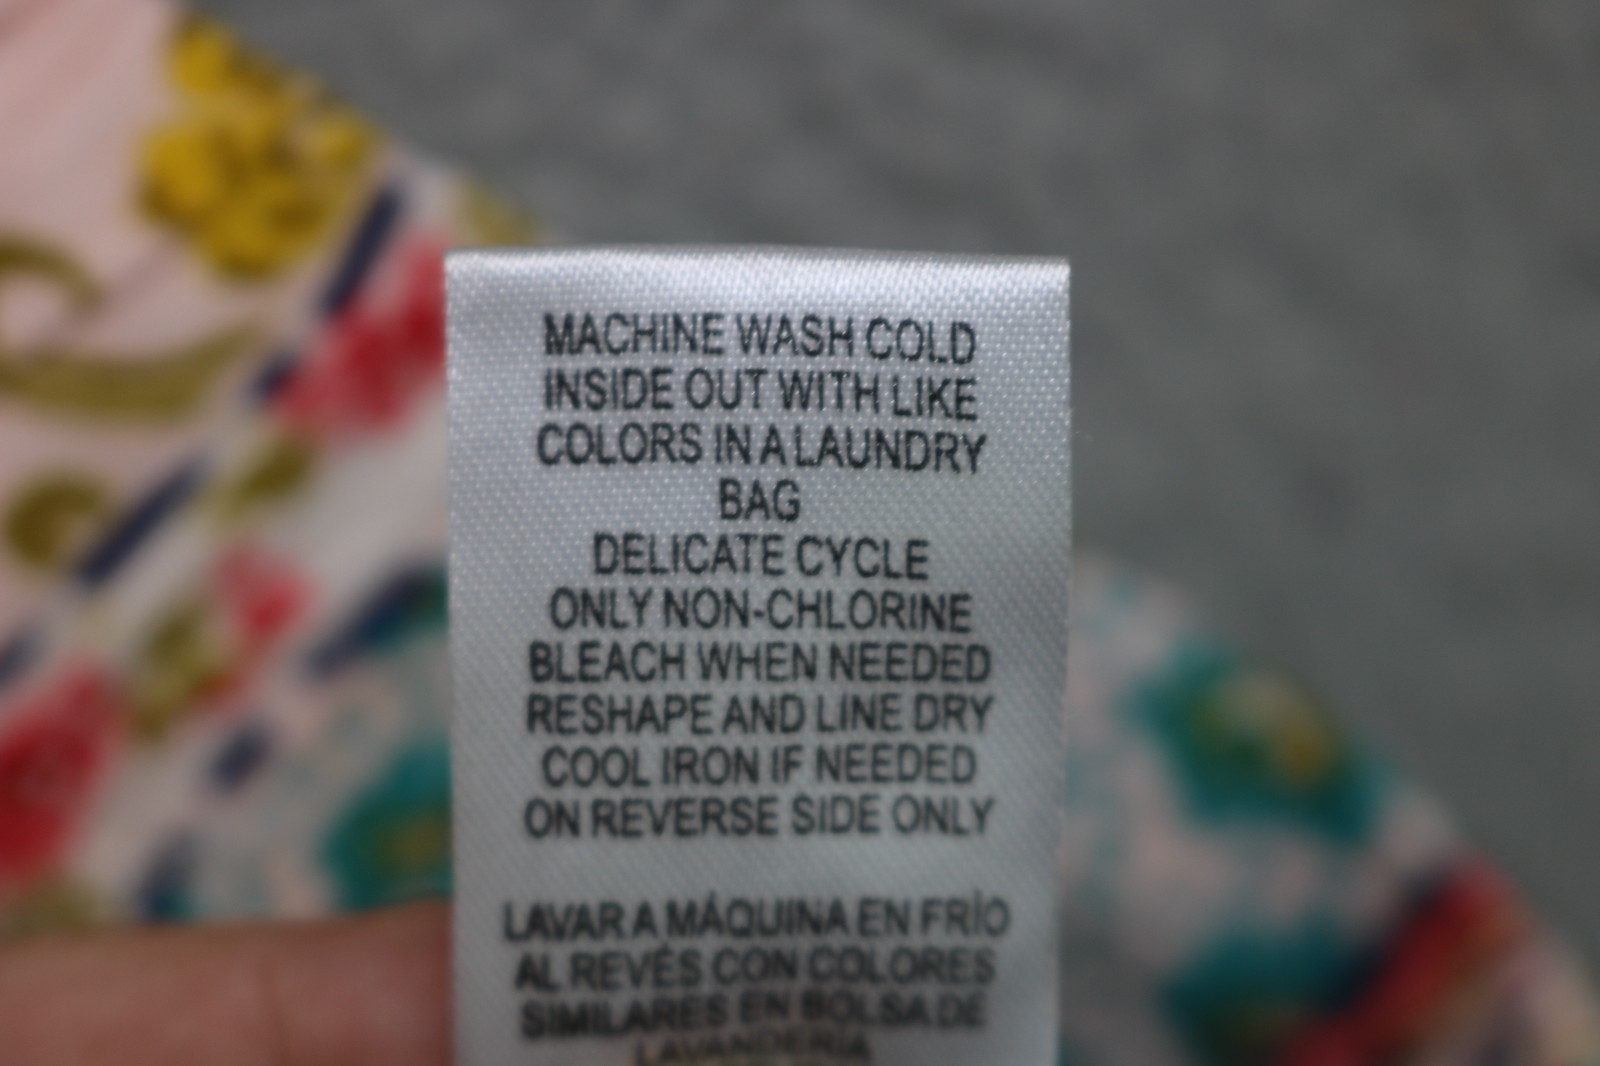 MACHINE WASH COLD
INSIDE OUT WITH LIKE
COLORS IN A LAUNDRY
BAG
DELICATE CYCLE
ONLY NON-CHLORINE
BLEACH WHEN NEEDED
RESHAPE AND LINE DRY
COOL IRON IF NEEDED
ON REVERSE SIDE ONLY
LAVAR A MÁQUINA EN FRÌO
AL REVÉS CON COLORES
SIMILARES EN BOLSA DE
LAVANDERÍA